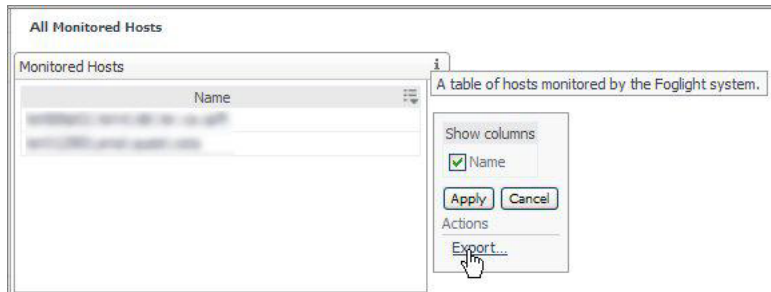 All Monitored Hosts
Monitored Hosts
i
A table of hosts monitored by the Foglight system.
Name
Show columns
Name
Apply Cancel
Actions
Export...